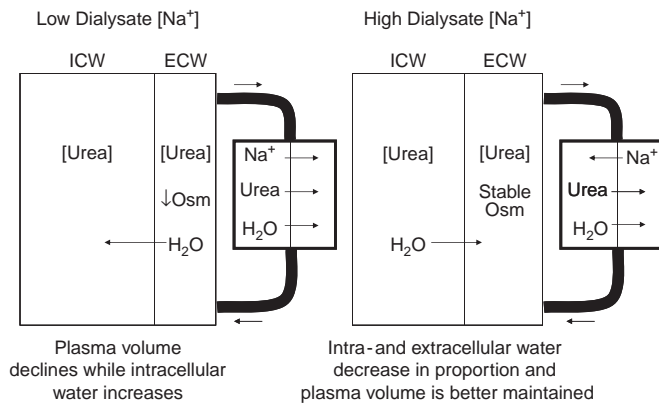 Low Dialysate [Na⁺]
ICW ECW
[Urea] [Urea]
↓Osm
H₂O
Na⁺
Urea
H₂O
Plasma volume
declines while intracellular
water increases
High Dialysate [Na⁺]
ICW ECW
[Urea] [Urea]
Stable
Osm
H₂O
Na⁺
Urea
H₂O
Intra-and extracellular water
decrease in proportion and
plasma volume is better maintained